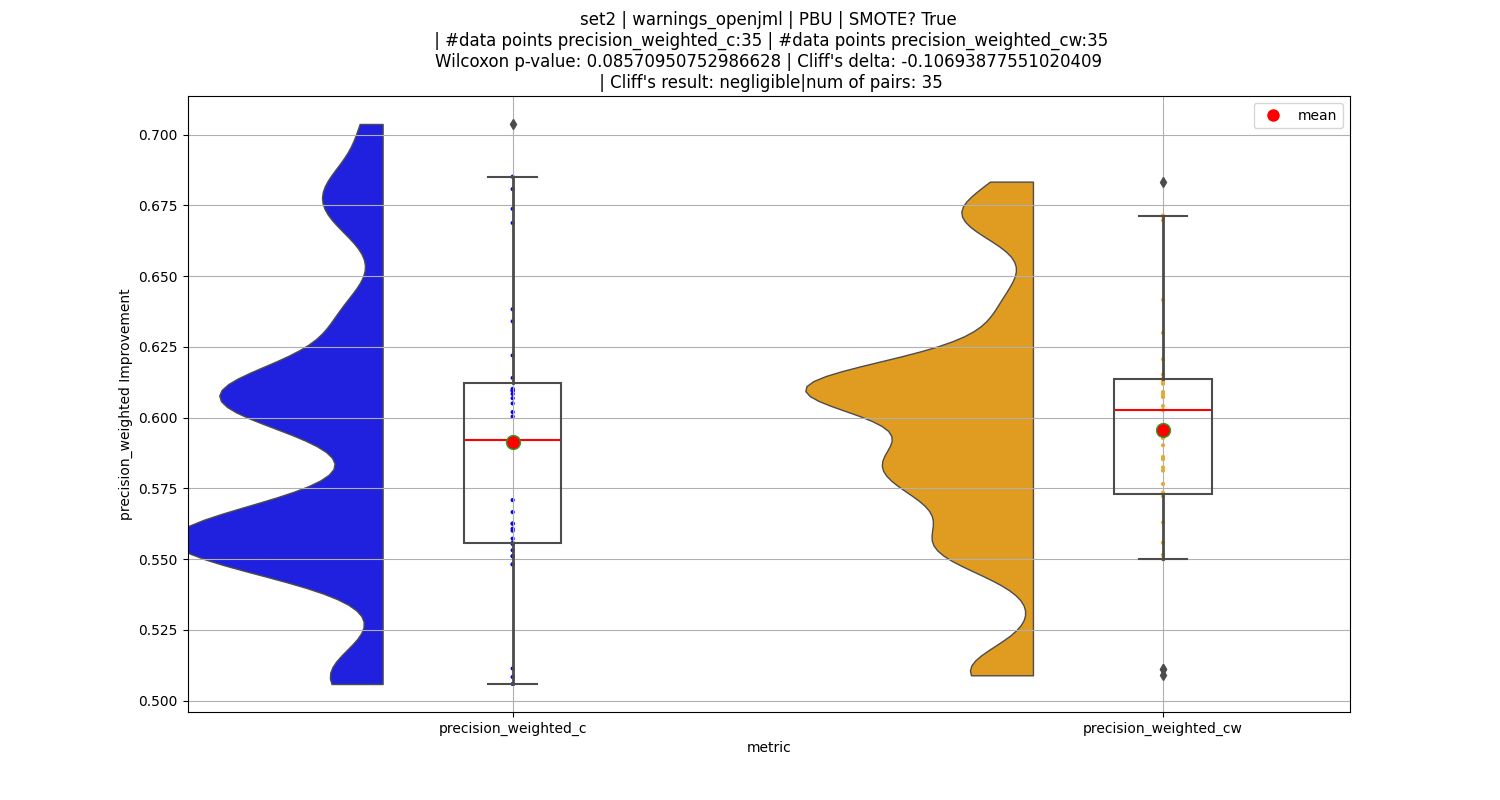 set2 | warnings_openjml | PBU | SMOTE? True
| #data points precision_weighted_c:35 | #data points precision_weighted_cw:35
Wilcoxon p-value: 0.08570950752986628 | Cliff's delta: -0.10693877551020409
| Cliff's result: negligible|num of pairs: 35
mean
precision_weighted Improvement
0.700
0.675
0.650
0.625
0.600
0.575
0.550
0.525
0.500
precision_weighted_c
precision_weighted_cw
metric